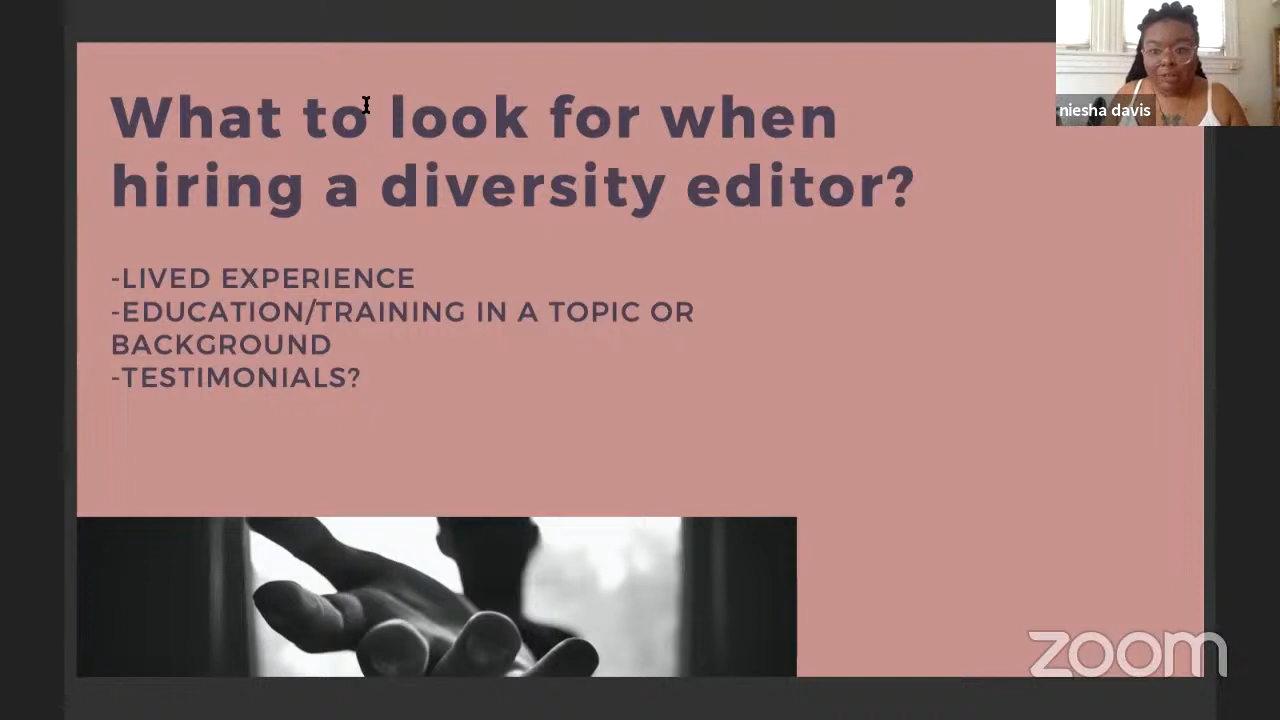 niesha davis
What to look for when
hiring a diversity editor?
-LIVED EXPERIENCE
-EDUCATION/TRAINING IN A TOPIC OR
BACKGROUND
-TESTIMONIALS?
zoom